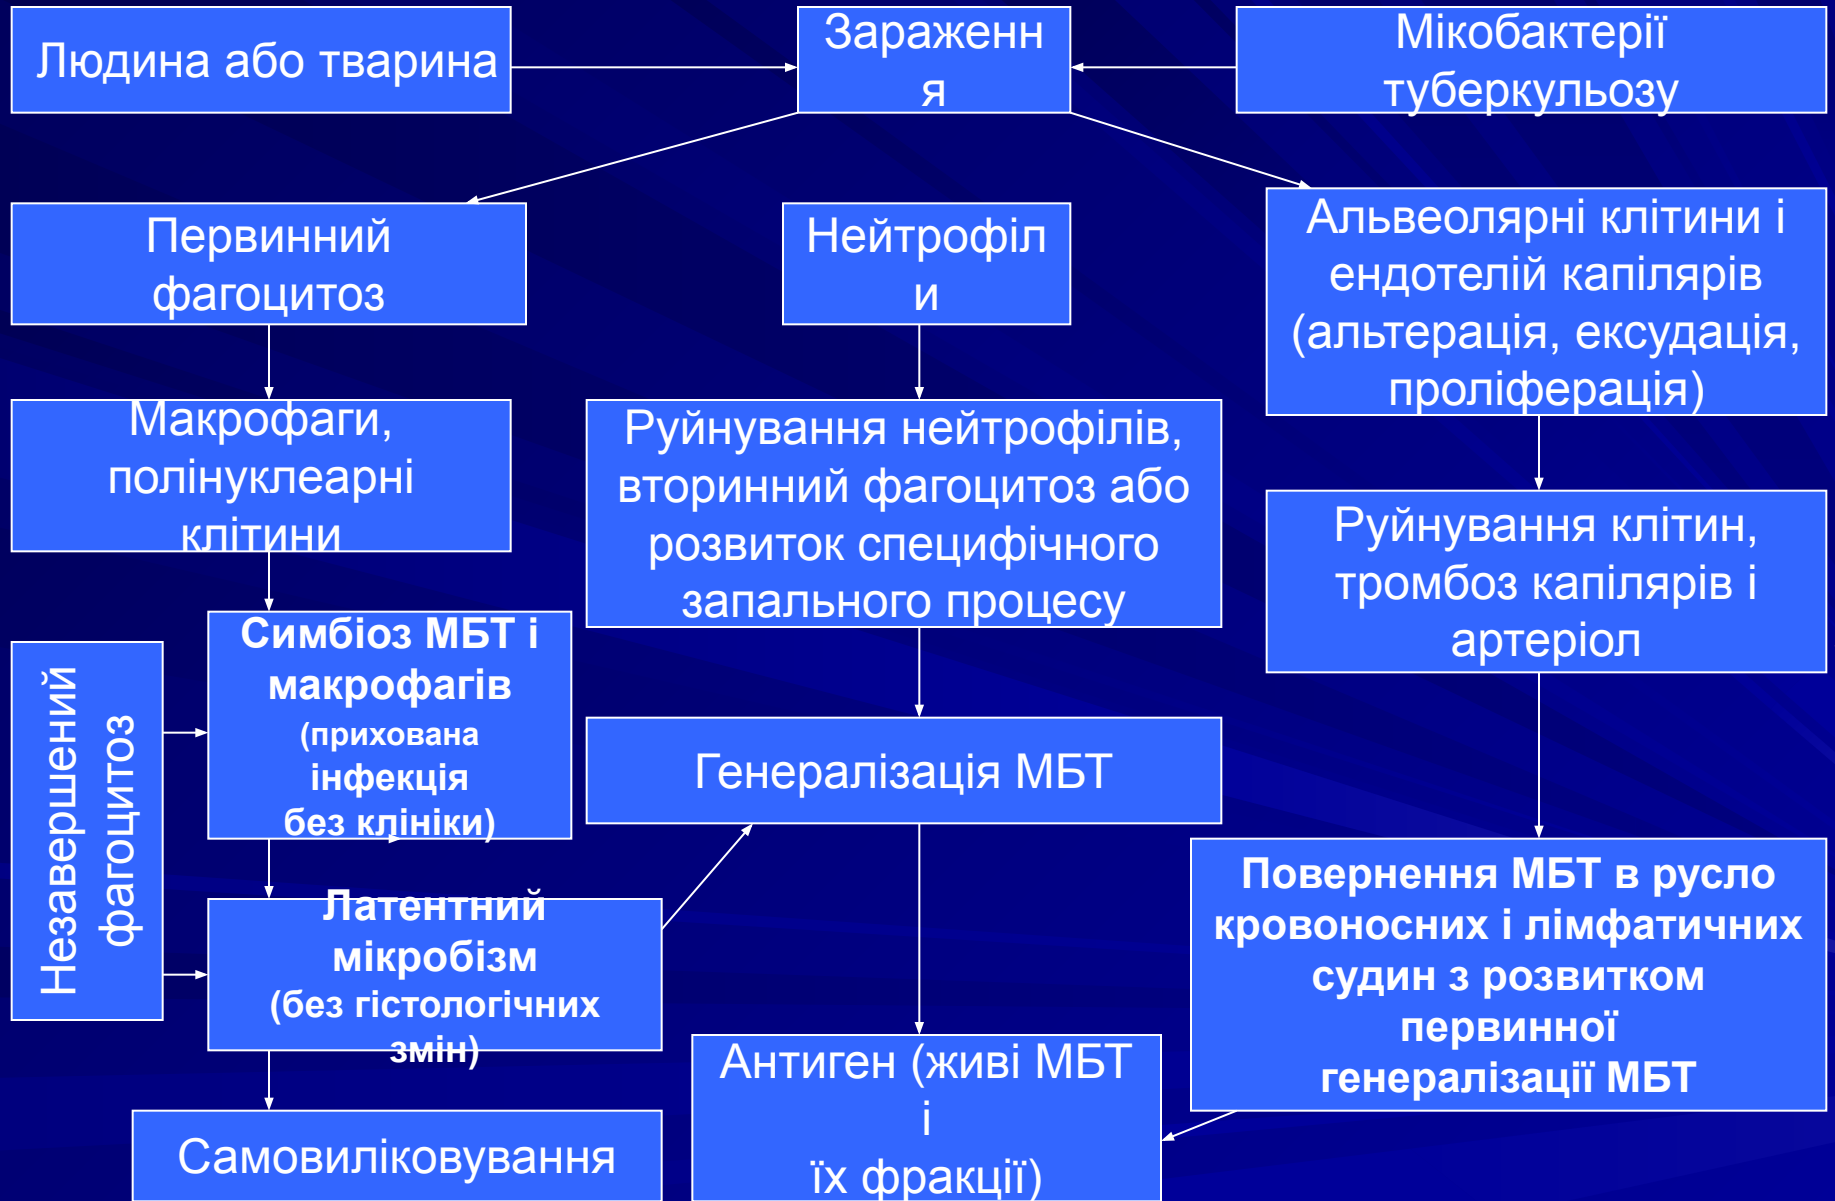 Людина або тварина
Зараженн
я
Мікобактерії
туберкульозу
Первинний
фагоцитоз
Нейтрофіл
и
Альвеолярні клітини і
ендотелій капілярів
(альтерація, ексудація,
проліферація)
Макрофаги,
полінуклеарні
клітини
Руйнування нейтрофілів,
вторинний фагоцитоз або
розвиток специфічного
запального процесу
Руйнування клітин,
тромбоз капілярів і
артеріол
Незавершений
фагоцитоз
Симбіоз МБТ і
макрофагів
(прихована
інфекція
без клініки)
Генералізація МБТ
Латентний
мікробізм
(без гістологічних
змін)
Повернення МБТ в русло
кровоносних і лімфатичних
судин з розвитком
первинної
генералізації МБТ
Антиген (живі МБТ
і
їх фракції)
Самовиліковування